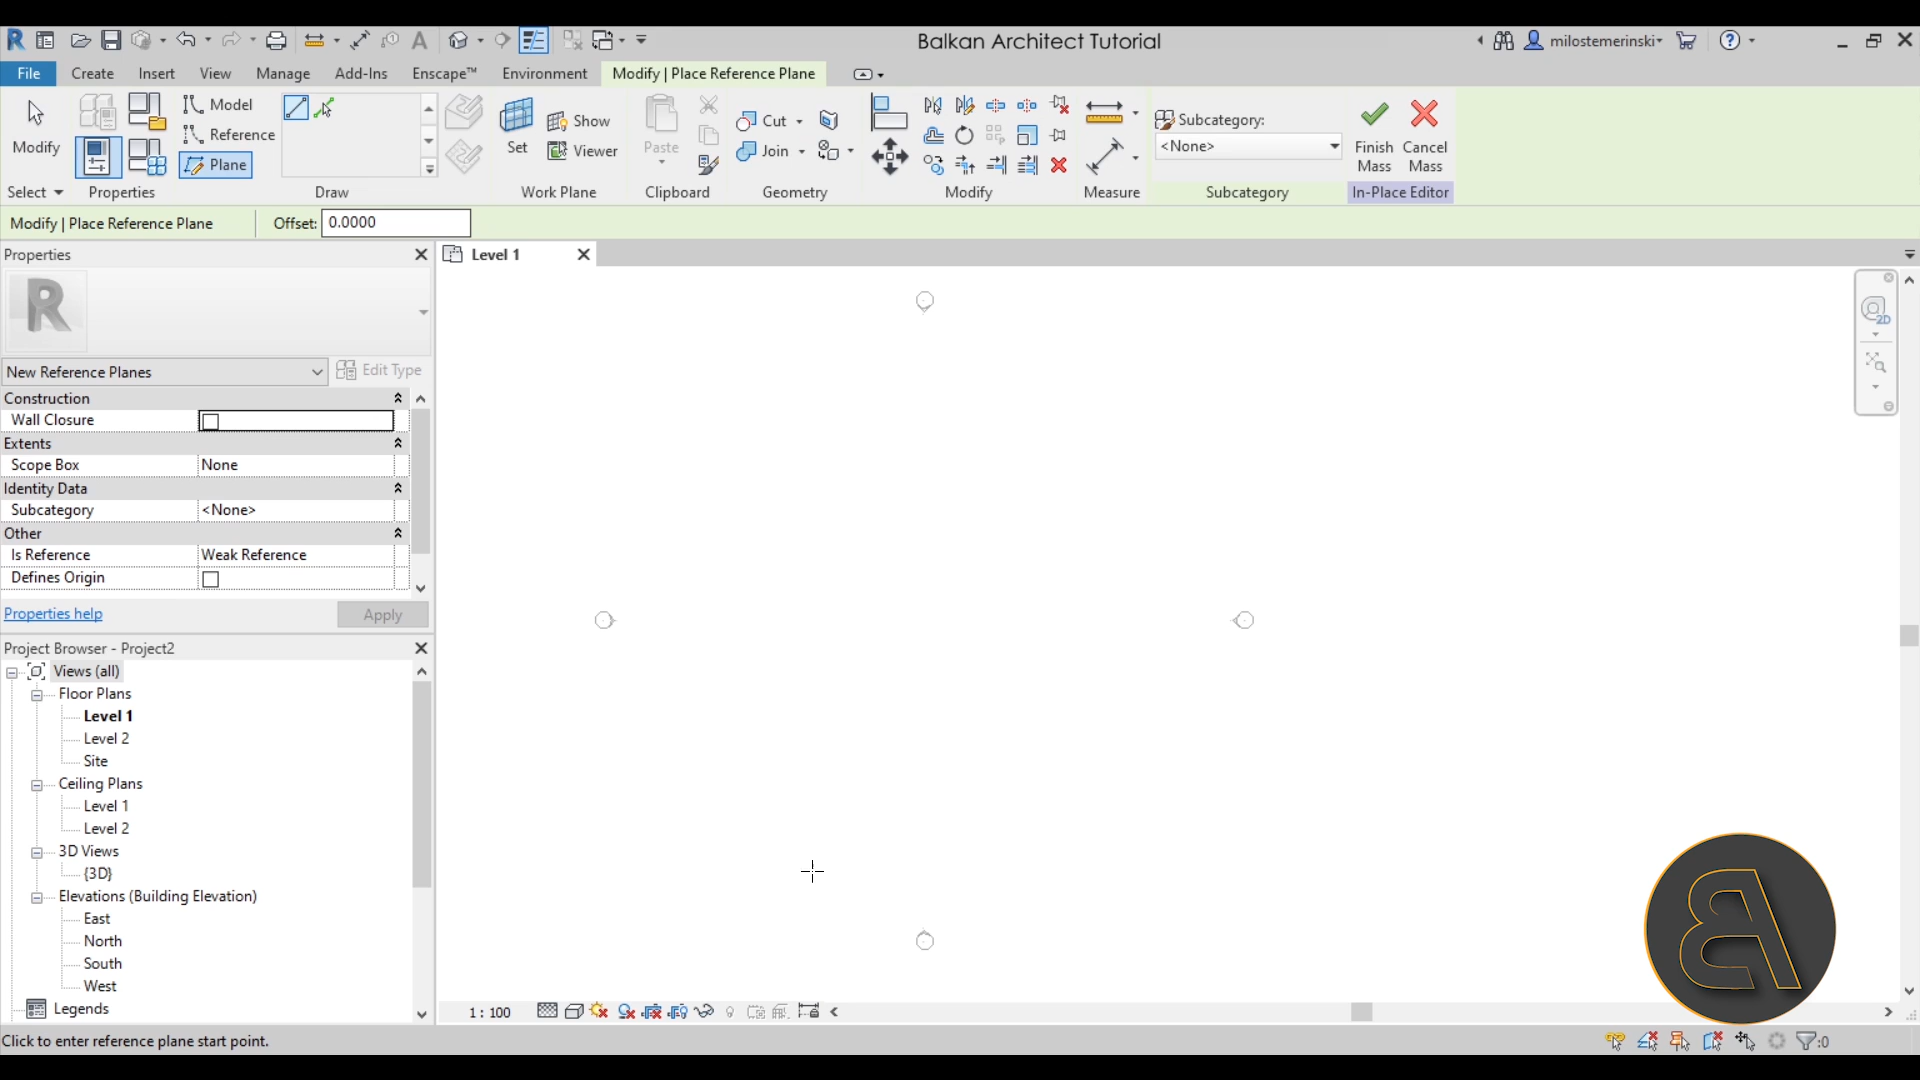 Balkan Architect Tutorial
milostemerinski
File Create Insert View Manage Add-Ins Enscape™ Environment Modify | Place Reference Plane
Modify
Model
Reference
Plane
Set
Show
Viewer
Paste
Cut
Join
Subcategory:
<None>
Finish Mass
Cancel Mass
Select Properties Draw Work Plane Clipboard Geometry Modify Measure Subcategory In-Place Editor
Modify | Place Reference Plane Offset: 0.0000
Properties
Level 1
2D
R
New Reference Planes Edit Type
Construction
Wall Closure
Extents
Scope Box None
Identity Data
Subcategory <None>
Other
Is Reference Weak Reference
Defines Origin
Properties help Apply
Project Browser - Project2
Views (all)
Floor Plans
Level 1
Level 2
Site
Ceiling Plans
Level 1
Level 2
3D Views
{3D}
Elevations (Building Elevation)
East
North
South
West
Legends
1 : 100
Click to enter reference plane start point.
:0